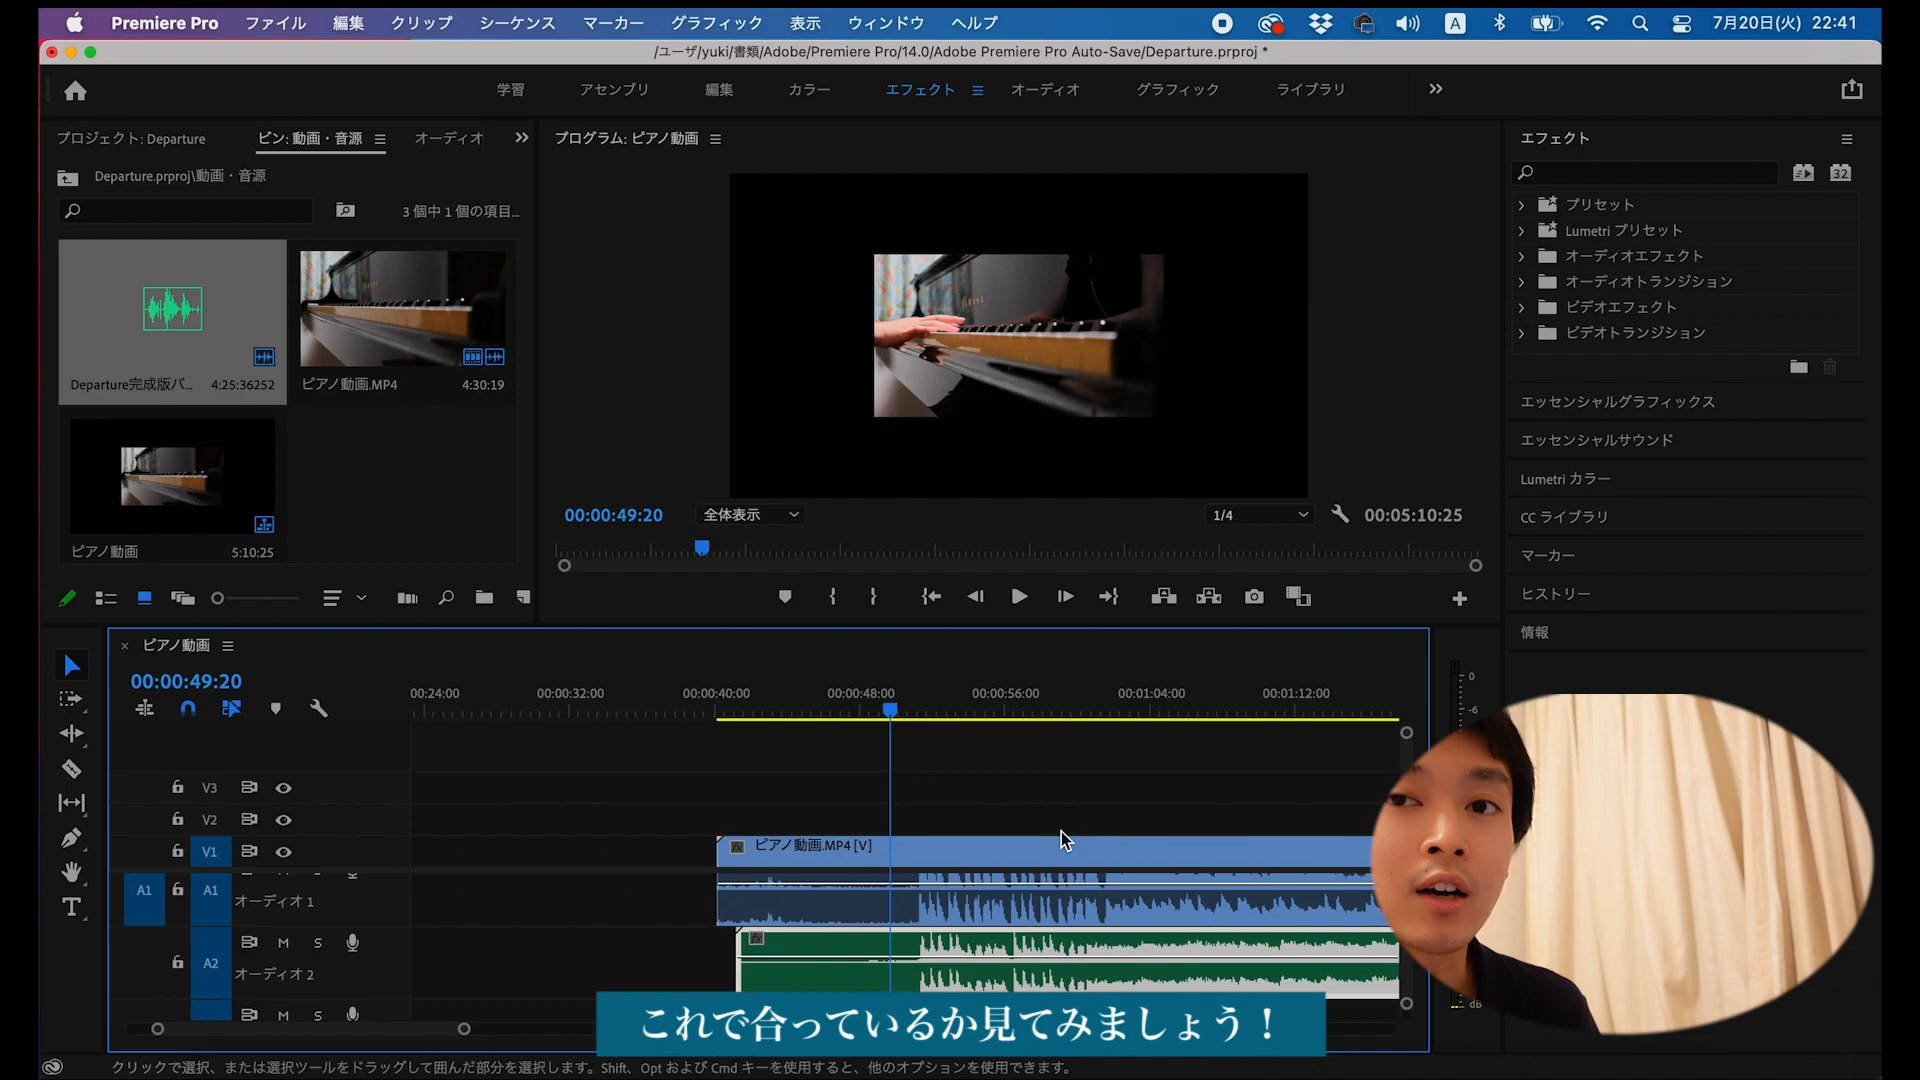 Premiere Pro ファイル 編集 クリップ シーケンス マーカー グラフィック 表示 ウィンドウ ヘルプ A 7月20日(火) 22:41
/ユーザ/yuki/書類/Adobe/Premiere Pro/14.0/Adobe Premiere Pro Auto-Save/Departure.prproj *
学習 アセンブリ 編集 カラー エフェクト オーディオ グラフィック ライブラリ
プロジェクト: Departure ビン: 動画・音源 オーディオ
Departure.prproj\動画・音源
3 個中 1 個の項目...
Departure完成版バ... 4:25:36252
ピアノ動画.MP4 4:30:19
ピアノ動画 5:10:25
プログラム: ピアノ動画
00:00:49:20 全体表示 1/4 00:05:10:25
エフェクト
32
プリセット
Lumetri プリセット
オーディオエフェクト
オーディオトランジション
ビデオエフェクト
ビデオトランジション
エッセンシャルグラフィックス
エッセンシャルサウンド
Lumetri カラー
CC ライブラリ
マーカー
ヒストリー
情報
× ピアノ動画
00:00:49:20
00:24:00 00:00:32:00 00:00:40:00 00:00:48:00 00:00:56:00 00:01:04:00 00:01:12:00
V3
V2
V1 ピアノ動画.MP4 [V]
A1 A1 オーディオ 1
A2 M S オーディオ 2
M S
0
-6
dB
これで合っているか見てみましょう！
クリックで選択、または選択ツールをドラッグして囲んだ部分を選択します。Shift、Opt および Cmd キーを使用すると、他のオプションを使用できます。